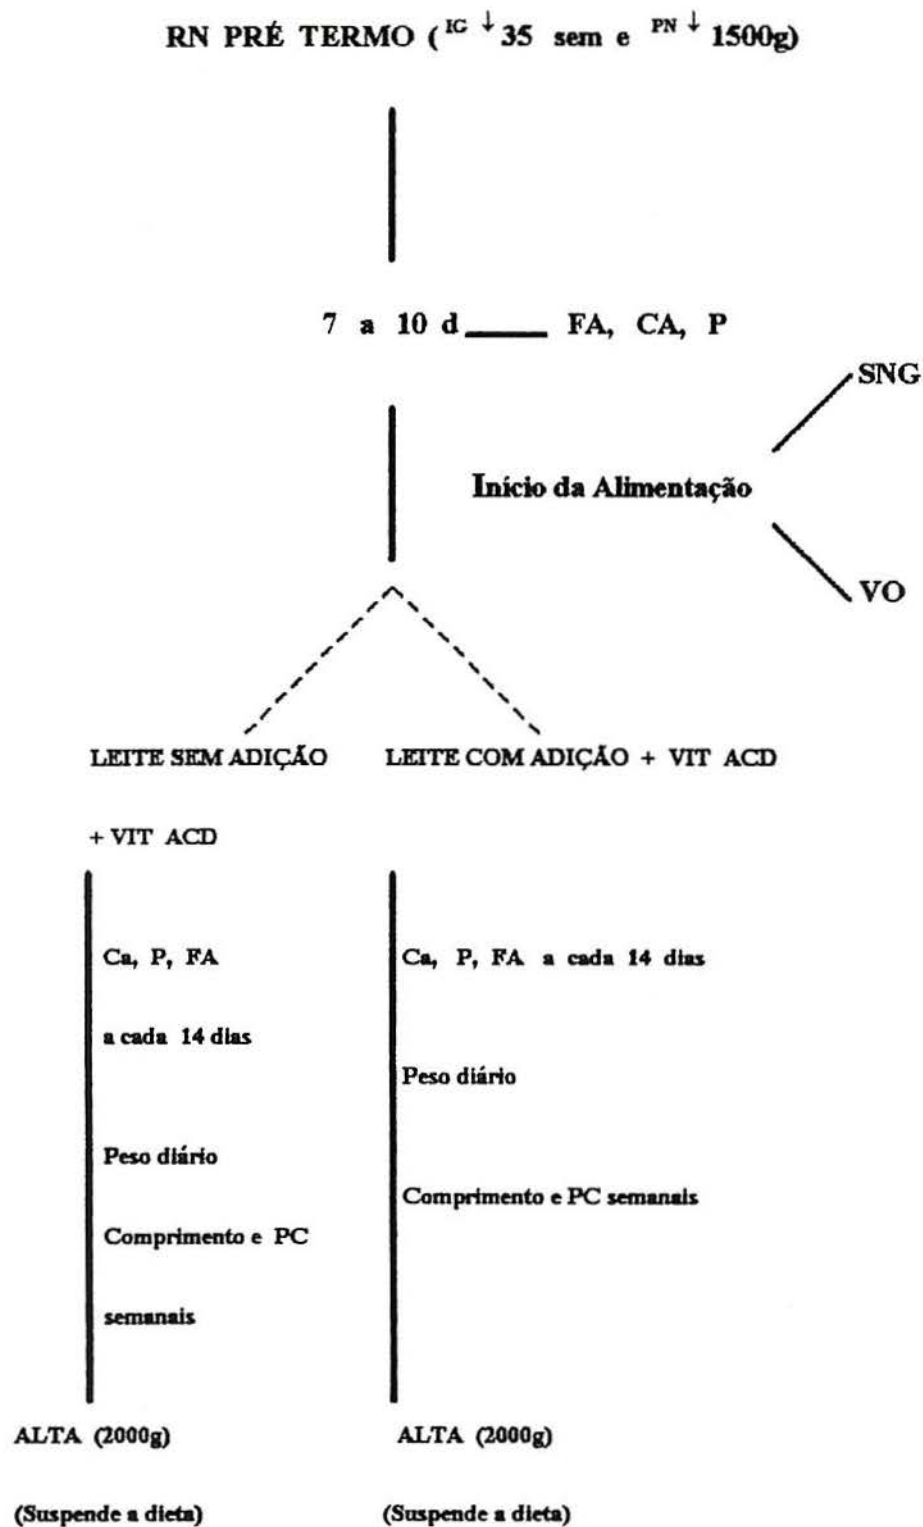 RN PRÉ TERMO ( IG ↓ 35 sem e PN ↓ 1500g)
7 a 10 d FA, CA, P
SNG
Início da Alimentação
VO
LEITE SEM ADIÇÃO
+ VIT ACD
LEITE COM ADIÇÃO + VIT ACD
Ca, P, FA
a cada 14 dias
Peso diário
Comprimento e PC
semanais
ALTA (2000g)
(Suspende a dieta)
Ca, P, FA a cada 14 dias
Peso diário
Comprimento e PC semanais
ALTA (2000g)
(Suspende a dieta)